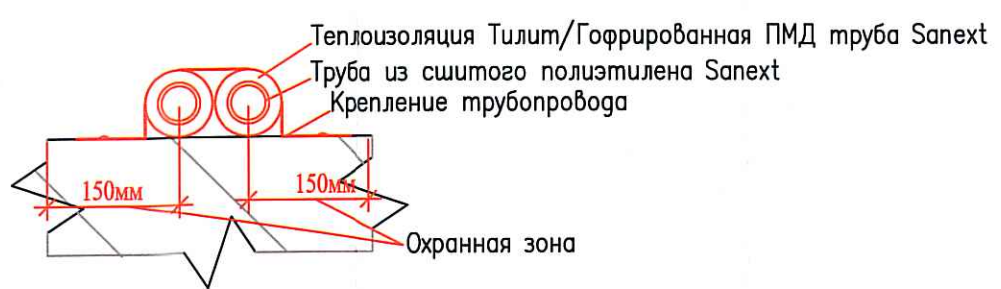 Теплоизоляция Тилит/Гофрированная ПМД труба Sanext
Труба из сшитого полиэтилена Sanext
Крепление трубопровода
150мм
150мм
Охранная зона